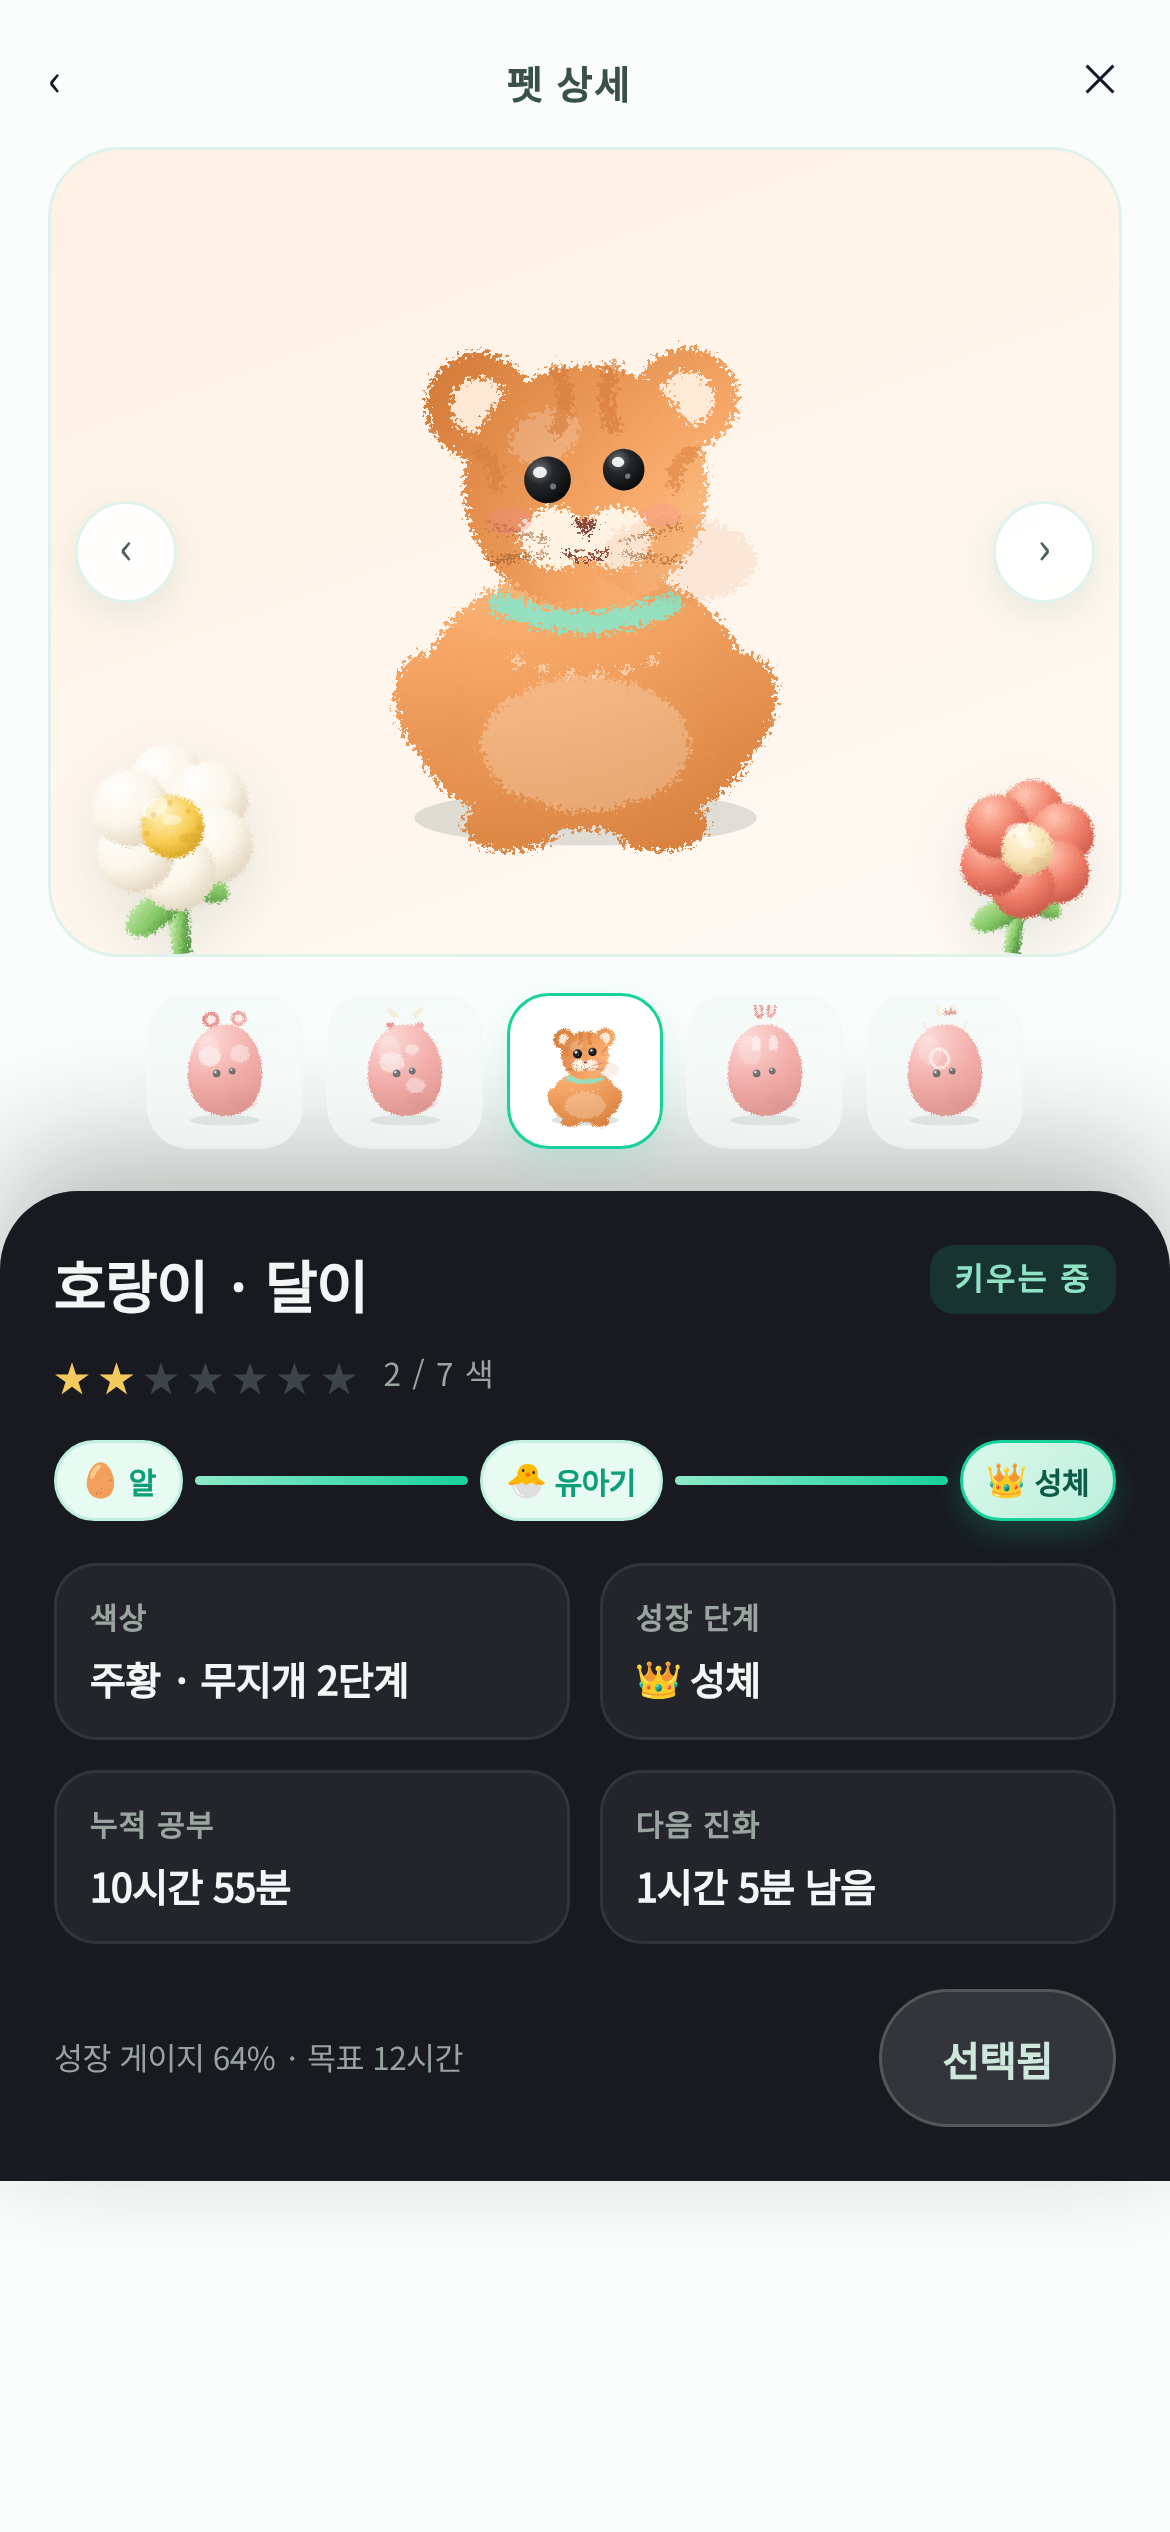 펫 상세
호랑이 · 달이
키우는 중
★★★★★★★ 2 / 7 색
🥚 알
🐣 유아기
👑 성체
색상
주황 · 무지개 2단계
성장 단계
👑 성체
누적 공부
10시간 55분
다음 진화
1시간 5분 남음
성장 게이지 64% · 목표 12시간
선택됨